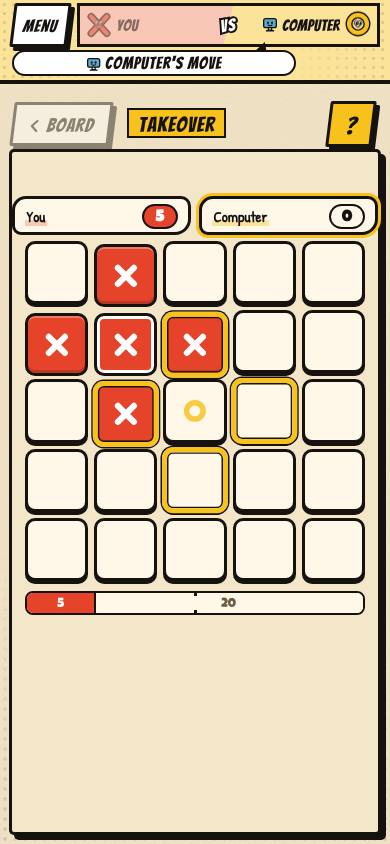 MENU
YOU
VS
COMPUTER
COMPUTER'S MOVE
< BOARD
TAKEOVER
?
You
5
Computer
0
5
20